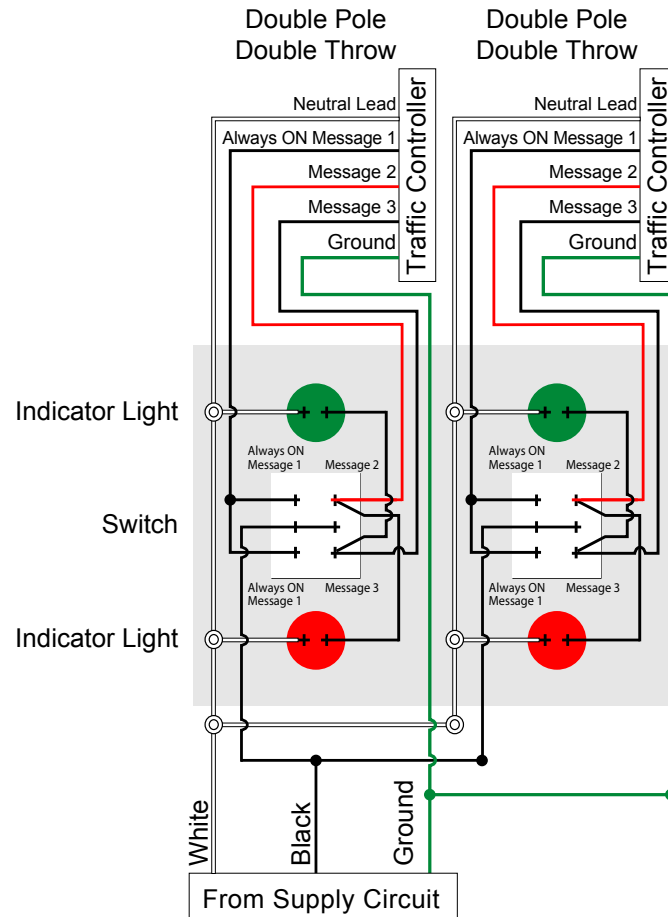 Double Pole
Double Throw
Double Pole
Double Throw
Neutral Lead
Always ON Message 1
Message 2
Message 3
Ground
Traffic Controller
Neutral Lead
Always ON Message 1
Message 2
Message 3
Ground
Traffic Controller
Indicator Light
Always ON
Message 1
Message 2
Always ON
Message 1
Message 2
Switch
Always ON
Message 1
Message 3
Always ON
Message 1
Message 3
Indicator Light
White
Black
Ground
From Supply Circuit